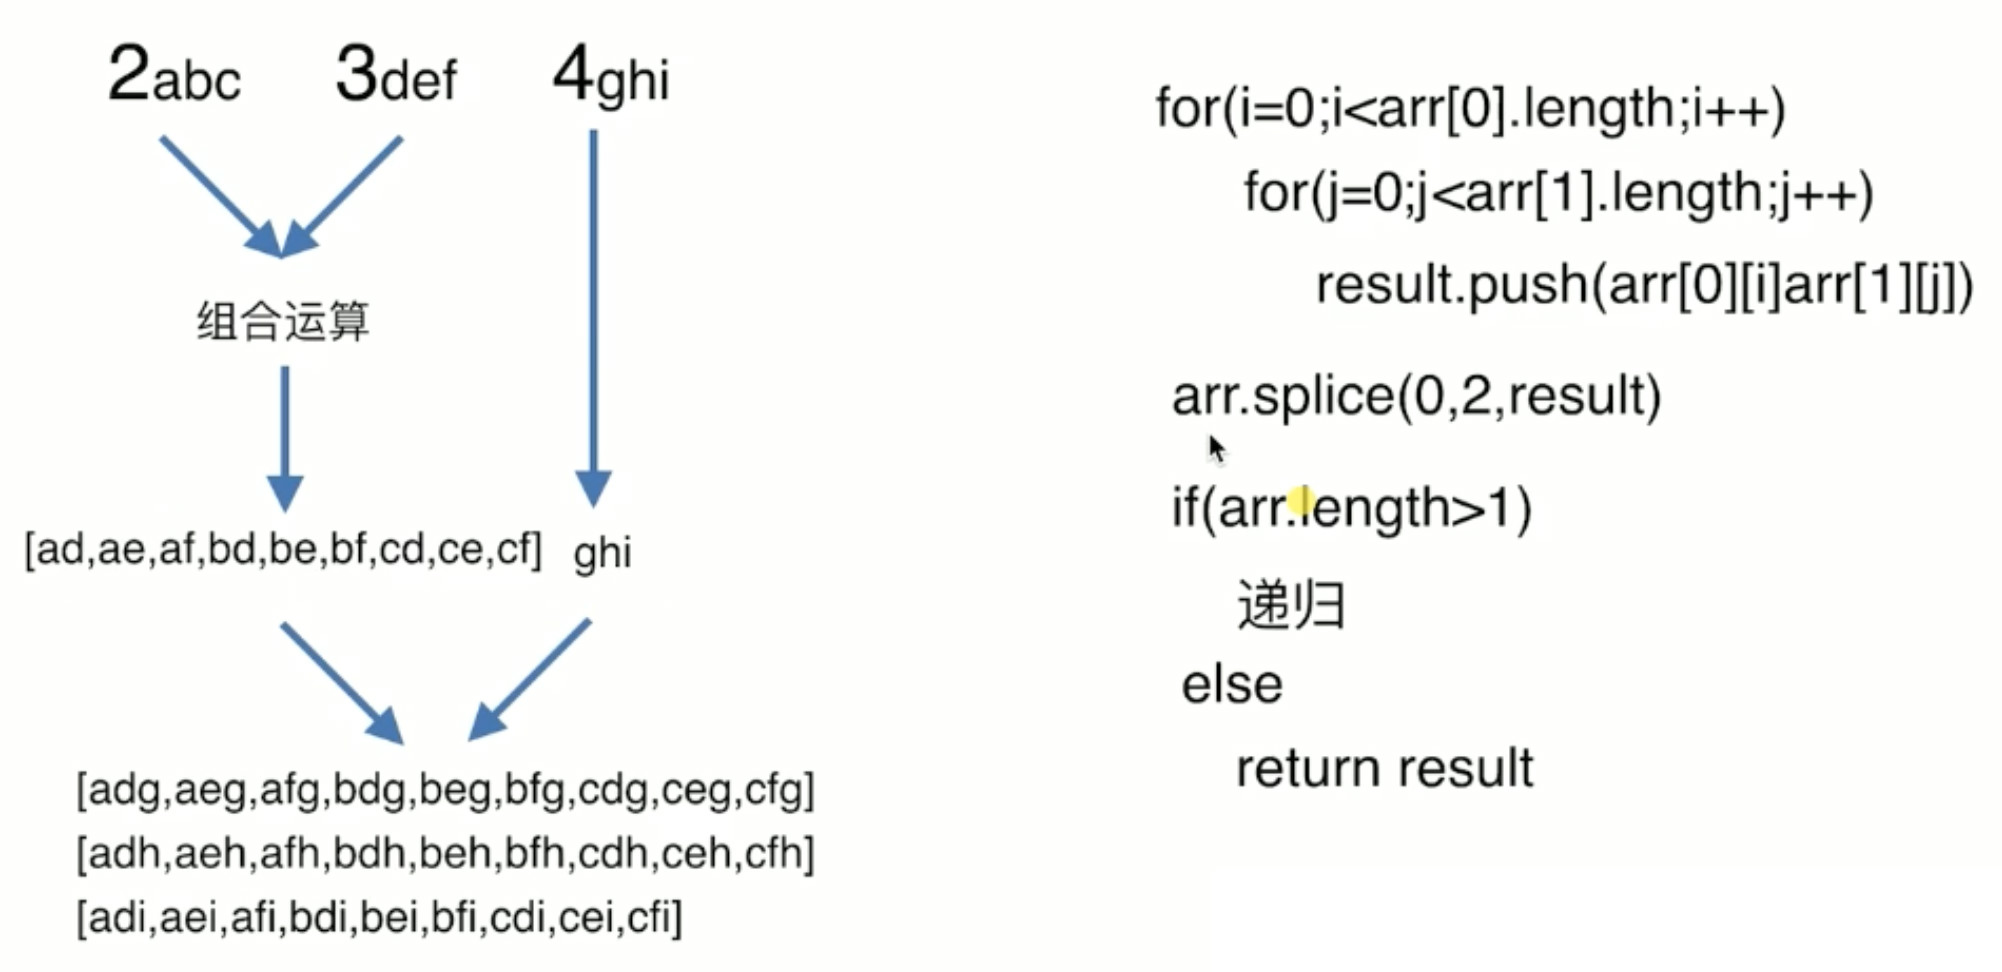 2abc 3def 4ghi
组合运算
[ad,ae,af,bd,be,bf,cd,ce,cf] ghi
[adg,aeg,afg,bdg,beg,bfg,cdg,ceg,cfg]
[adh,aeh,afh,bdh,beh,bfh,cdh,ceh,cfh]
[adi,aei,afi,bdi,bei,bfi,cdi,cei,cfi]
for(i=0;i<arr[0].length;i++)
for(j=0;j<arr[1].length;j++)
result.push(arr[0][i]arr[1][j])
arr.splice(0,2,result)
if(arr.length>1)
递归
else
return result